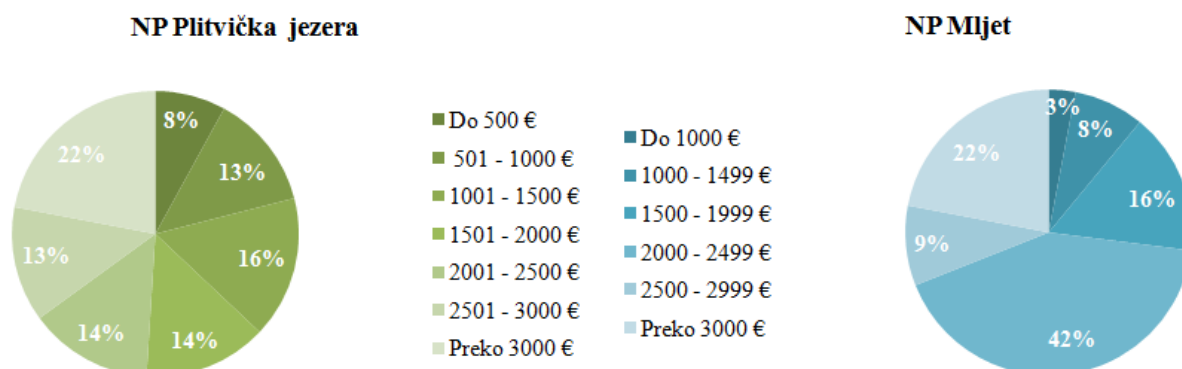 NP Plitvička jezera
8%
13%
16%
14%
14%
13%
22%
Do 500 €
501 - 1000 €
1001 - 1500 €
1501 - 2000 €
2001 - 2500 €
2501 - 3000 €
Preko 3000 €
NP Mljet
Do 1000 €
1000 - 1499 €
1500 - 1999 €
2000 - 2499 €
2500 - 2999 €
Preko 3000 €
3%
8%
16%
42%
9%
22%